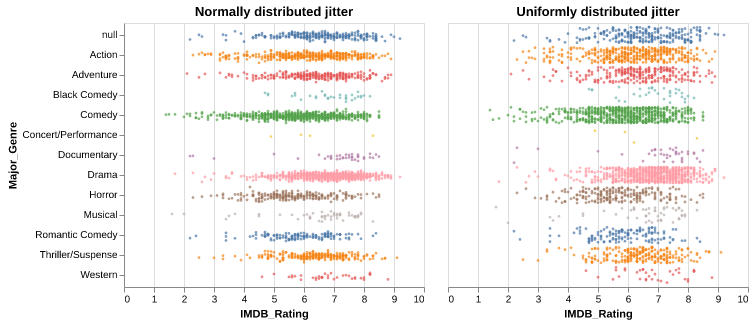 Normally distributed jitter
Uniformly distributed jitter
Major_Genre
null
Action
Adventure
Black Comedy
Comedy
Concert/Performance
Documentary
Drama
Horror
Musical
Romantic Comedy
Thriller/Suspense
Western
0 1 2 3 4 5 6 7 8 9 10
0 1 2 3 4 5 6 7 8 9 10
IMDB_Rating
IMDB_Rating